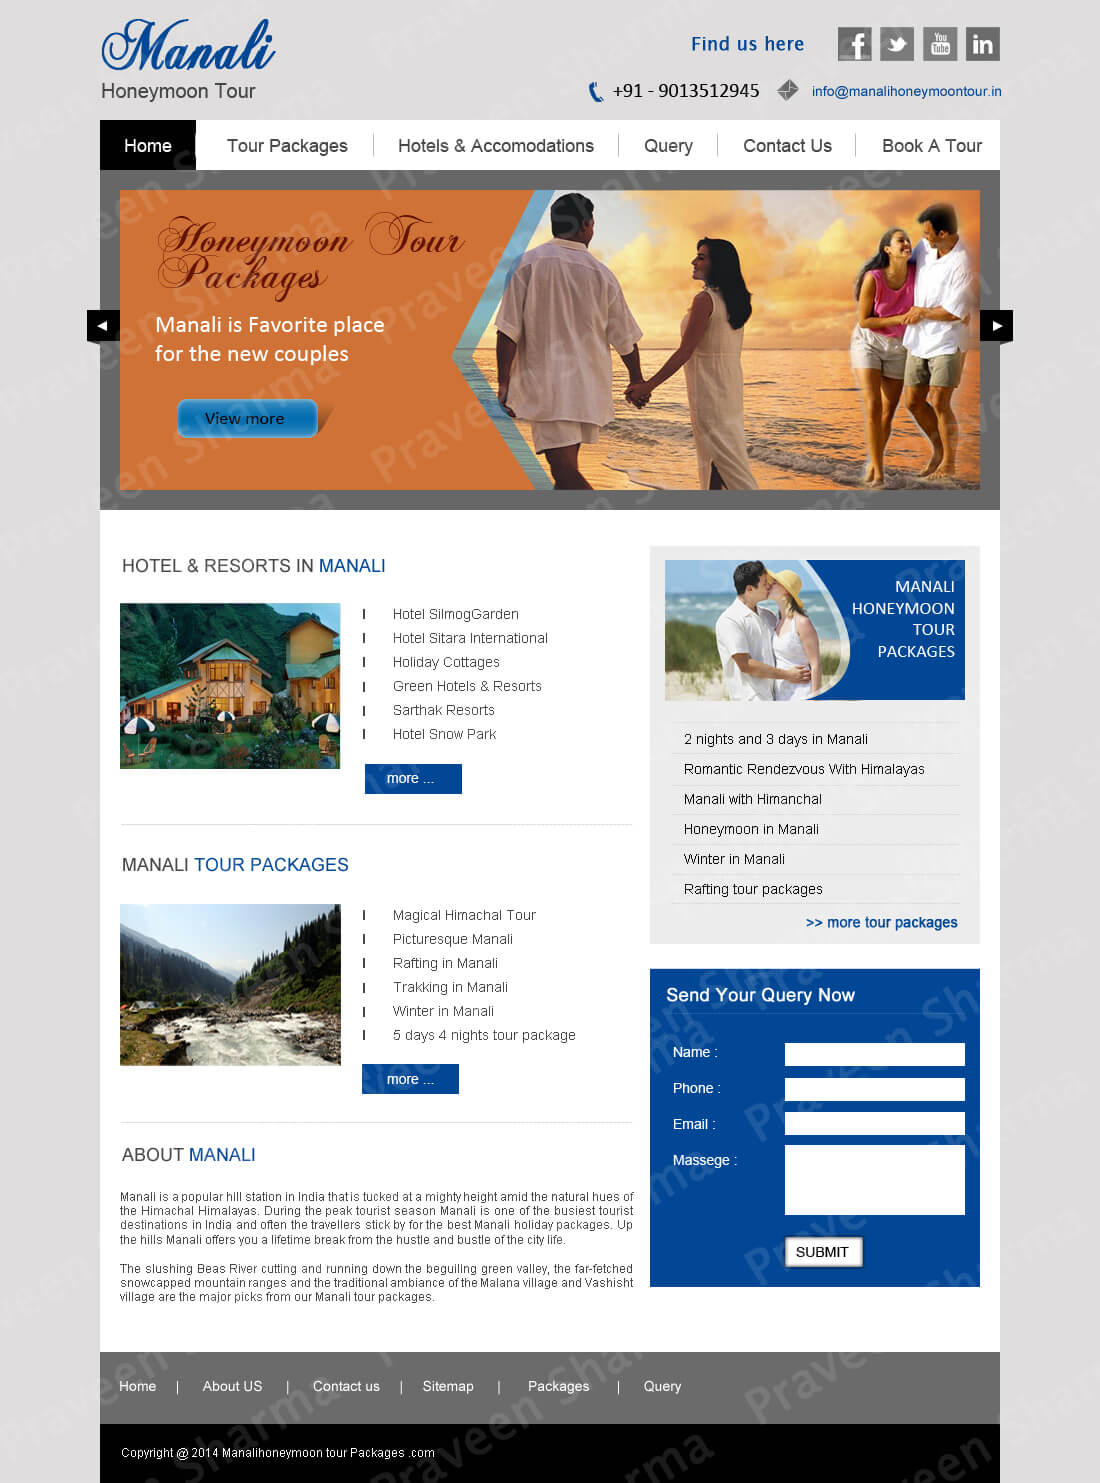 Manali
Honeymoon Tour
Find us here
You Tube
in
+91 - 9013512945
info@manalihoneymoontour.in
Home
Tour Packages
Hotels & Accomodations
Query
Contact Us
Book A Tour
Honeymoon Tour
Packages
Manali is Favorite place
for the new couples
View more
HOTEL & RESORTS IN MANALI
Hotel SilmogGarden
Hotel Sitara International
Holiday Cottages
Green Hotels & Resorts
Sarthak Resorts
Hotel Snow Park
more ...
MANALI TOUR PACKAGES
Magical Himachal Tour
Picturesque Manali
Rafting in Manali
Trakking in Manali
Winter in Manali
5 days 4 nights tour package
more ...
ABOUT MANALI
Manali is a popular hill station in India that is tucked at a mighty height amid the natural hues of
the Himachal Himalayas. During the peak tourist season Manali is one of the busiest tourist
destinations in India and often the travellers stick by for the best Manali holiday packages. Up
the hills Manali offers you a lifetime break from the hustle and bustle of the city life.
The slushing Beas River cutting and running down the beguiling green valley, the far-fetched
snowcapped mountain ranges and the traditional ambiance of the Malana village and Vashisht
village are the major picks from our Manali tour packages.
MANALI
HONEYMOON
TOUR
PACKAGES
2 nights and 3 days in Manali
Romantic Rendezvous With Himalayas
Manali with Himanchal
Honeymoon in Manali
Winter in Manali
Rafting tour packages
>> more tour packages
Send Your Query Now
Name :
Phone :
Email :
Massege :
SUBMIT
Home | About US | Contact us | Sitemap | Packages | Query
Copyright @ 2014 Manalihoneymoon tour Packages .com
Praveen Sharma